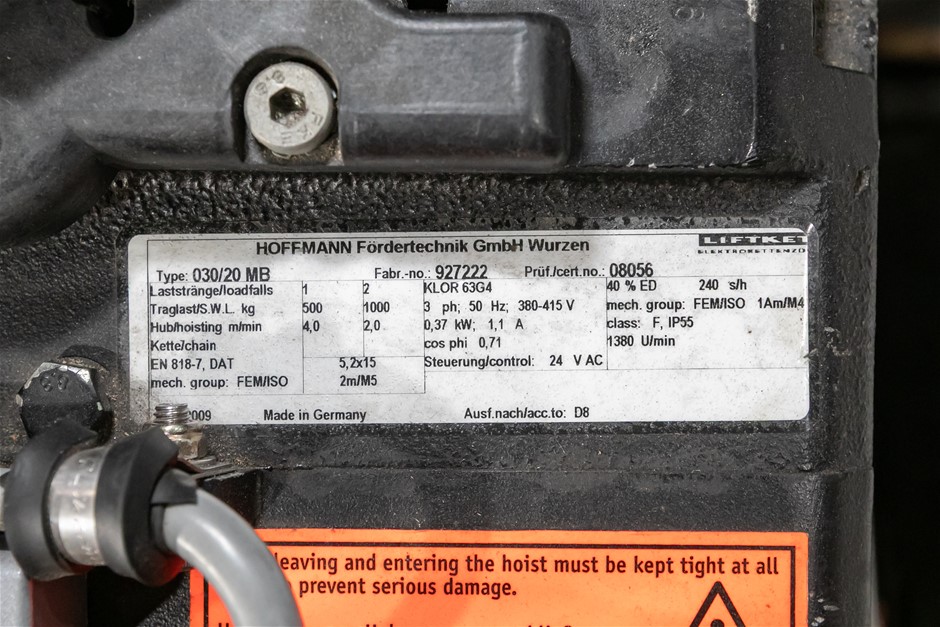 HOFFMANN Fördertechnik GmbH Wurzen
LIFTKET
Type: 030/20 MB Fabr.-no.: 927222 Prüf./cert.no.: 08056
Laststränge/loadfalls 1 2 KLOR 63G4 40 % ED 240 s/h
Traglast/S.W.L. kg 500 1000 3 ph; 50 Hz; 380-415 V mech. group: FEM/ISO 1Am/M4
Hub/hoisting m/min 4,0 2,0 0,37 kW; 1,1 A class: F, IP55
Kette/chain cos phi 0,71 1380 U/min
EN 818-7, DAT 5,2x15 Steuerung/control: 24 V AC
mech. group: FEM/ISO 2m/M5
Made in Germany Ausf.nach/acc.to: D8
leaving and entering the hoist must be kept tight at all
prevent serious damage.